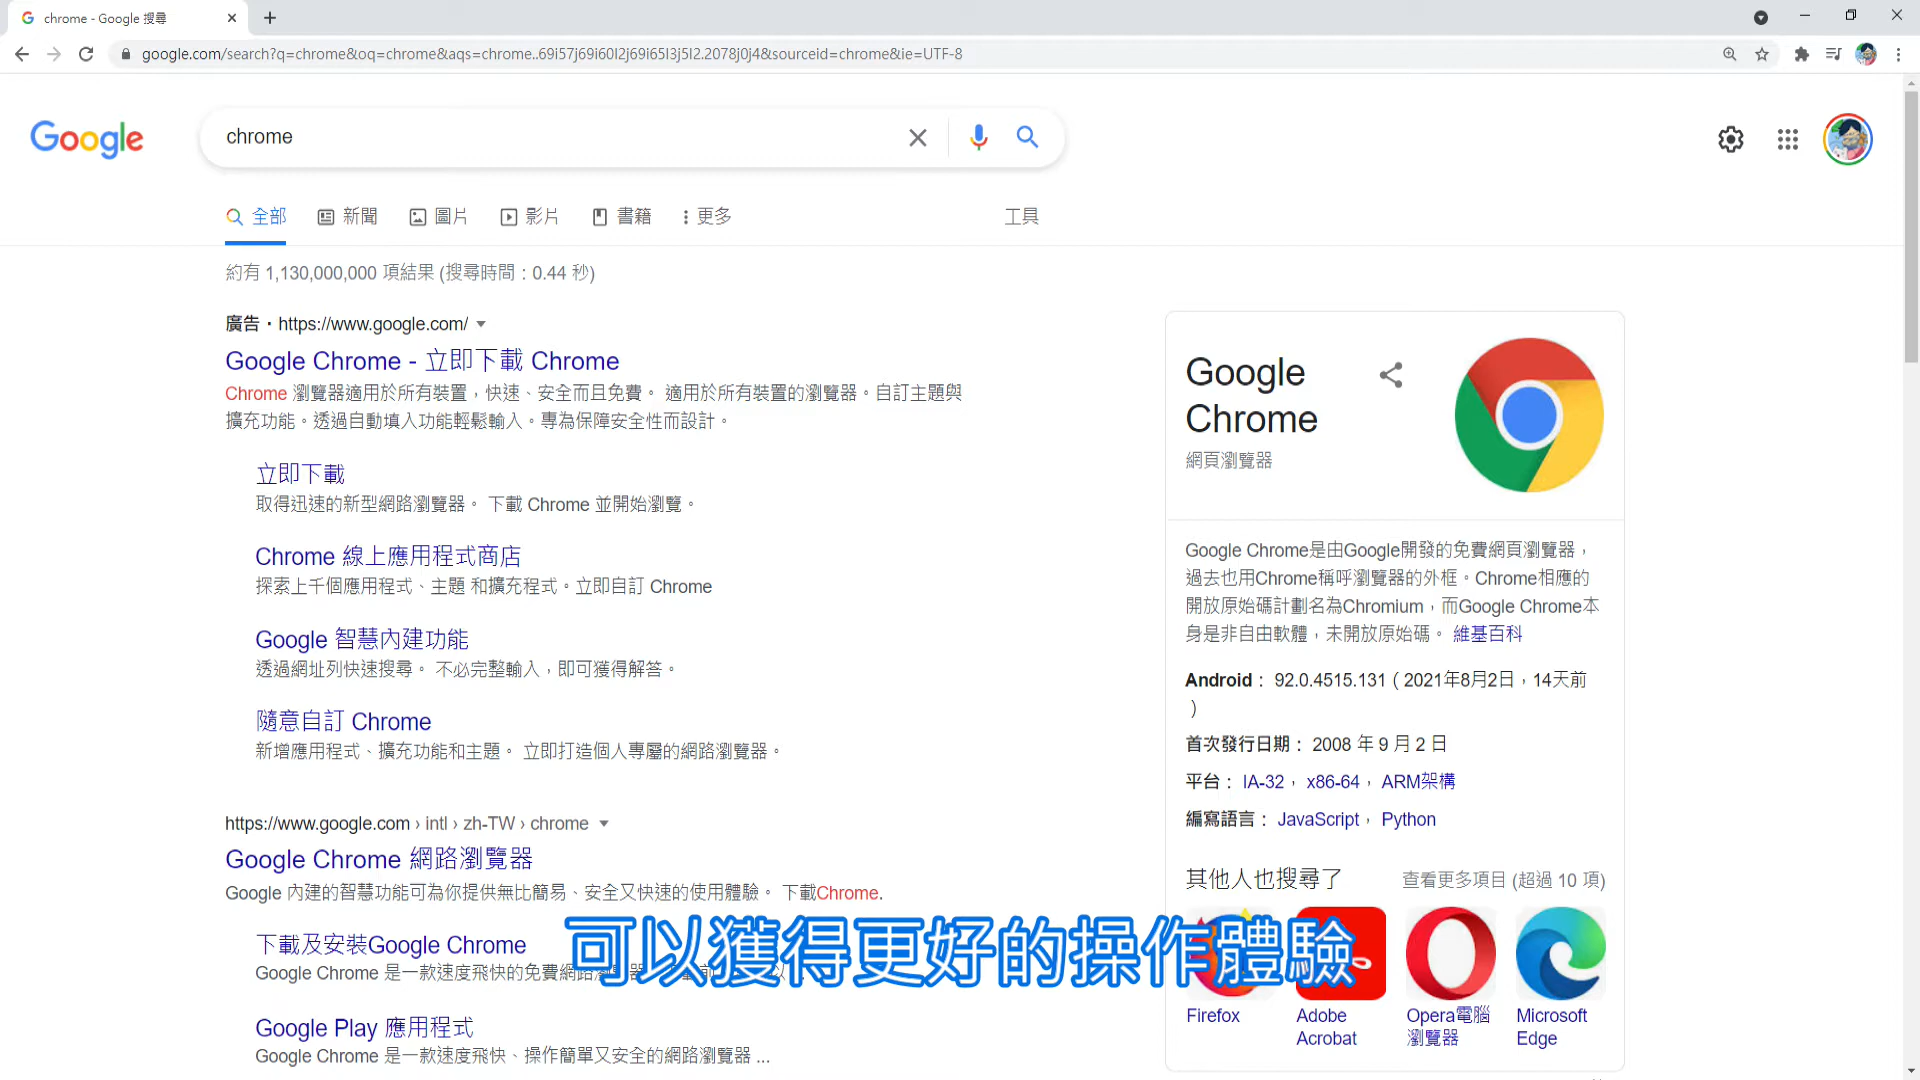 chrome - Google 搜尋
google.com/search?q=chrome&oq=chrome&aqs=chrome..69i57j69i60l2j69i65l3j5l2.2078j0j4&sourceid=chrome&ie=UTF-8
Google
chrome
全部
新聞
圖片
影片
書籍
更多
工具
約有 1,130,000,000 項結果 (搜尋時間：0.44 秒)
廣告・https://www.google.com/
Google Chrome - 立即下載 Chrome
Chrome 瀏覽器適用於所有裝置，快速、安全而且免費。 適用於所有裝置的瀏覽器。自訂主題與
擴充功能。透過自動填入功能輕鬆輸入。專為保障安全性而設計。
立即下載
取得迅速的新型網路瀏覽器。 下載 Chrome 並開始瀏覽。
Chrome 線上應用程式商店
探索上千個應用程式、主題 和擴充程式。立即自訂 Chrome
Google 智慧內建功能
透過網址列快速搜尋。 不必完整輸入，即可獲得解答。
隨意自訂 Chrome
新增應用程式、擴充功能和主題。 立即打造個人專屬的網路瀏覽器。
https://www.google.com › intl › zh-TW › chrome
Google Chrome 網路瀏覽器
Google 內建的智慧功能可為你提供無比簡易、安全又快速的使用體驗。 下載Chrome.
下載及安裝Google Chrome
Google Chrome 是一款速度飛快的免費網路瀏覽器
Google Play 應用程式
Google Chrome 是一款速度飛快、操作簡單又安全的網路瀏覽器 ...
Google
Chrome
網頁瀏覽器
Google Chrome是由Google開發的免費網頁瀏覽器，
過去也用Chrome稱呼瀏覽器的外框。Chrome相應的
開放原始碼計劃名為Chromium，而Google Chrome本
身是非自由軟體，未開放原始碼。 維基百科
Android： 92.0.4515.131 ( 2021年8月2日，14天前
)
首次發行日期： 2008 年 9 月 2 日
平台： IA-32， x86-64， ARM架構
編寫語言： JavaScript， Python
其他人也搜尋了
查看更多項目 (超過 10 項)
Firefox
Adobe
Acrobat
Opera電腦
瀏覽器
Microsoft
Edge
可以獲得更好的操作體驗